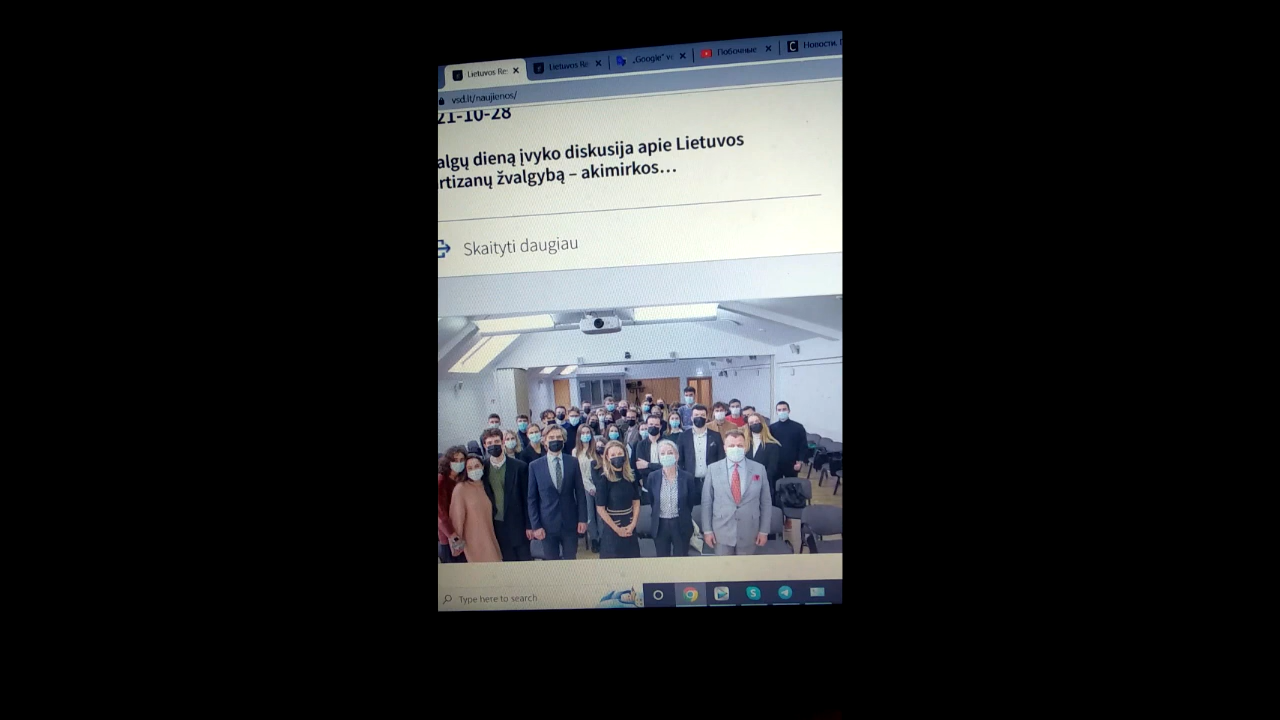 Lietuvos Re
Lietuvos Re
„Google“ ve
Побочные
Новости.
vsd.lt/naujienos/
21-10-28
algų dieną įvyko diskusija apie Lietuvos
rtizanų žvalgybą – akimirkos...
Skaityti daugiau
Type here to search